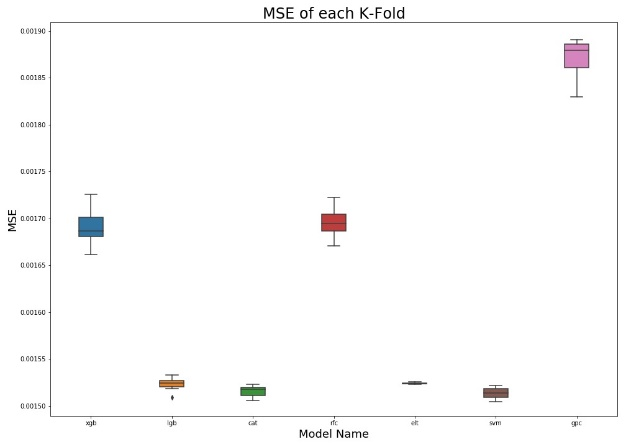 MSE of each K-Fold
0.00190
0.00185
0.00180
0.00175
0.00170
0.00165
0.00160
0.00155
0.00150
MSE
xgb lgb cat rfc elt svm gpc
Model Name